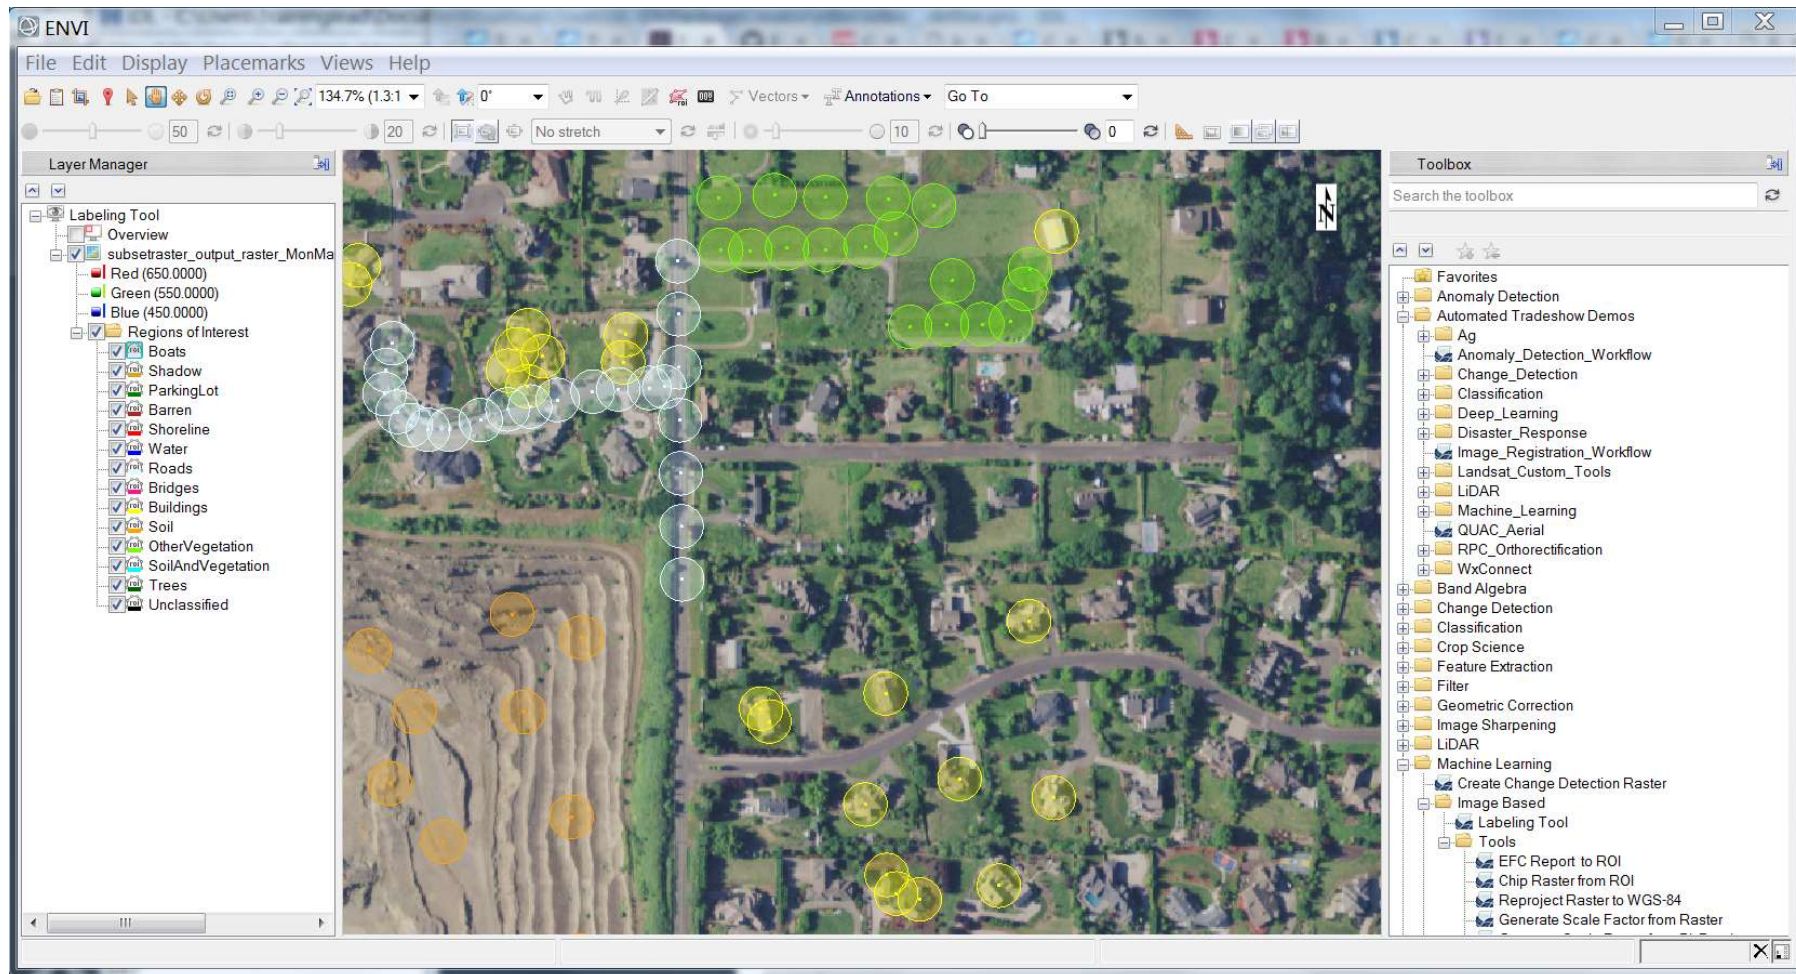 ENVI
File Edit Display Placemarks Views Help
134.7% (1.3:1 0° Vectors Annotations Go To
50 20 No stretch 10 0
Layer Manager
Labeling Tool
Overview
subsetraster_output_raster_MonMa
Red (650.0000)
Green (550.0000)
Blue (450.0000)
Regions of Interest
Boats
Shadow
ParkingLot
Barren
Shoreline
Water
Roads
Bridges
Buildings
Soil
OtherVegetation
SoilAndVegetation
Trees
Unclassified
N
Toolbox
Search the toolbox
Favorites
Anomaly Detection
Automated Tradeshow Demos
Ag
Anomaly_Detection_Workflow
Change_Detection
Classification
Deep_Learning
Disaster_Response
Image_Registration_Workflow
Landsat_Custom_Tools
LiDAR
Machine_Learning
QUAC_Aerial
RPC_Orthorectification
WxConnect
Band Algebra
Change Detection
Classification
Crop Science
Feature Extraction
Filter
Geometric Correction
Image Sharpening
LiDAR
Machine Learning
Create Change Detection Raster
Image Based
Labeling Tool
Tools
EFC Report to ROI
Chip Raster from ROI
Reproject Raster to WGS-84
Generate Scale Factor from Raster